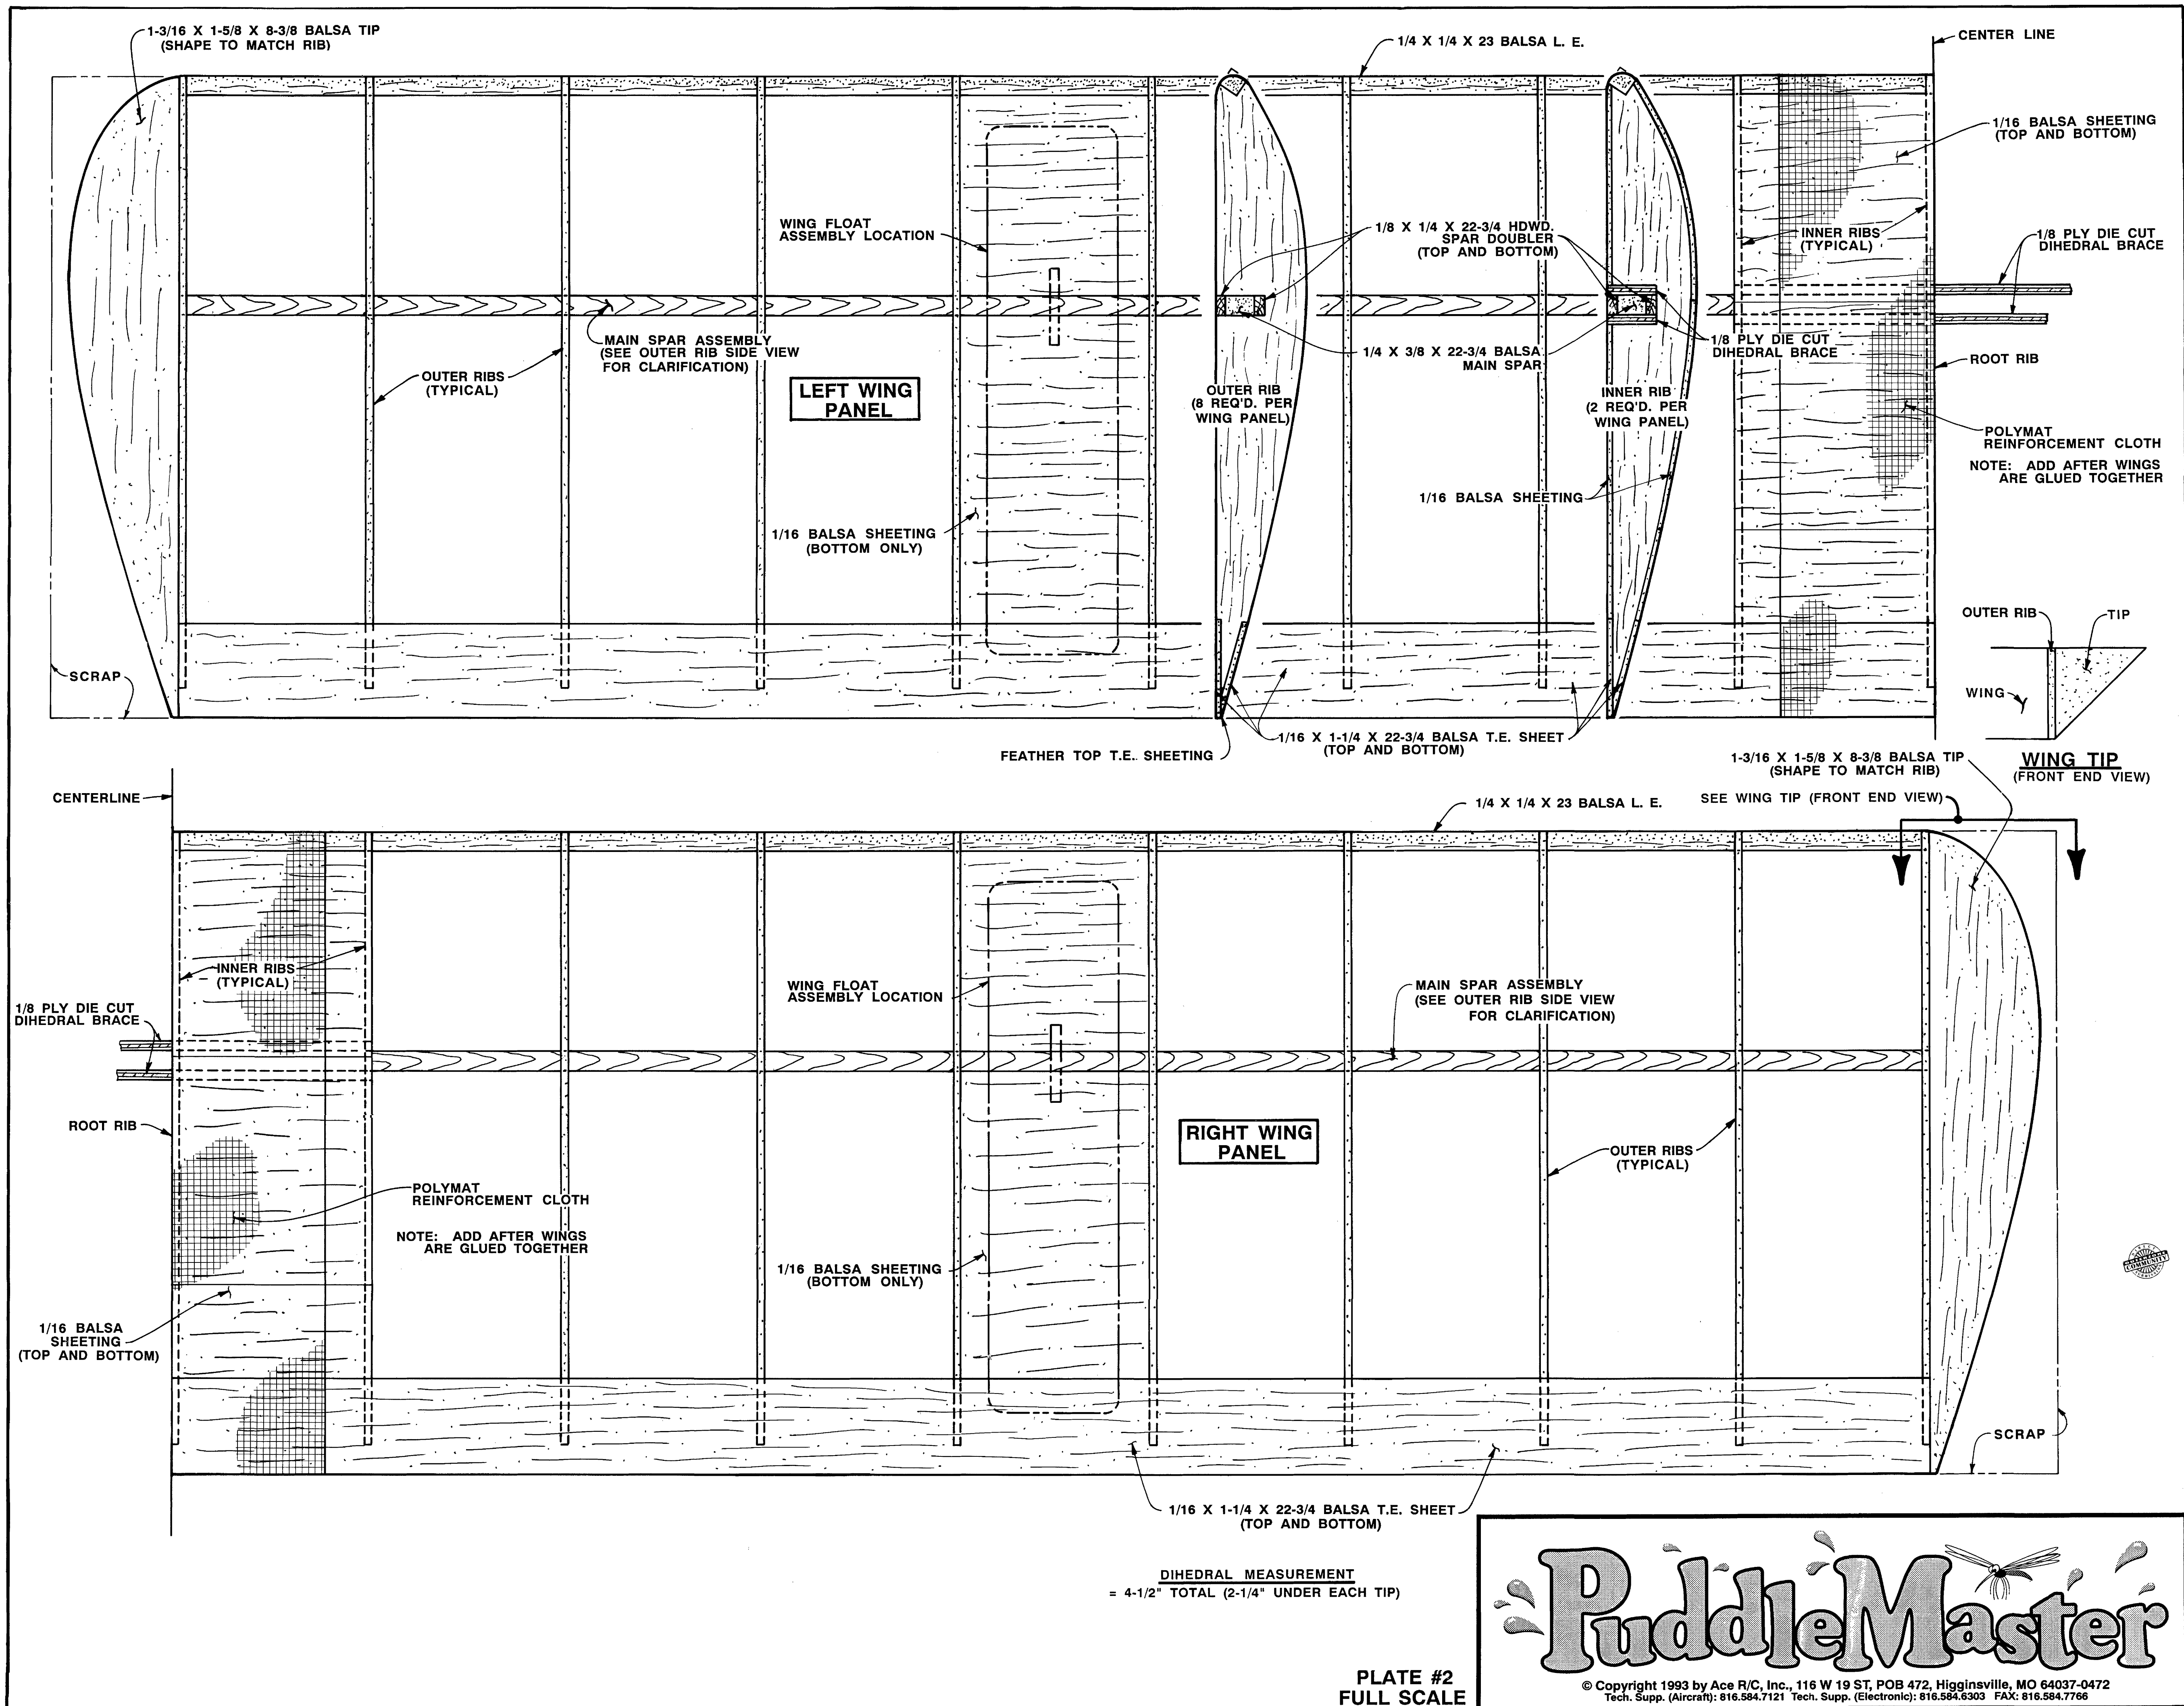 1-3/16 X 1-5/8 X 8-3/8 BALSA TIP
(SHAPE TO MATCH RIB)
1/4 X 1/4 X 23 BALSA L. E.
CENTER LINE
1/16 BALSA SHEETING
(TOP AND BOTTOM)
WING FLOAT
ASSEMBLY LOCATION
1/8 X 1/4 X 22-3/4 HDWD.
SPAR DOUBLER
(TOP AND BOTTOM)
INNER RIBS
(TYPICAL)
1/8 PLY DIE CUT
DIHEDRAL BRACE
MAIN SPAR ASSEMBLY
(SEE OUTER RIB SIDE VIEW
FOR CLARIFICATION)
1/4 X 3/8 X 22-3/4 BALSA
MAIN SPAR
1/8 PLY DIE CUT
DIHEDRAL BRACE
ROOT RIB
OUTER RIBS
(TYPICAL)
LEFT WING
PANEL
OUTER RIB
(8 REQ'D. PER
WING PANEL)
INNER RIB
(2 REQ'D. PER
WING PANEL)
POLYMAT
REINFORCEMENT CLOTH
NOTE: ADD AFTER WINGS
ARE GLUED TOGETHER
1/16 BALSA SHEETING
1/16 BALSA SHEETING
(BOTTOM ONLY)
OUTER RIB
TIP
SCRAP
WING
1/16 X 1-1/4 X 22-3/4 BALSA T.E. SHEET
(TOP AND BOTTOM)
FEATHER TOP T.E. SHEETING
WING TIP
(FRONT END VIEW)
1-3/16 X 1-5/8 X 8-3/8 BALSA TIP
(SHAPE TO MATCH RIB)
CENTERLINE
1/4 X 1/4 X 23 BALSA L. E.
SEE WING TIP (FRONT END VIEW)
INNER RIBS
(TYPICAL)
WING FLOAT
ASSEMBLY LOCATION
MAIN SPAR ASSEMBLY
(SEE OUTER RIB SIDE VIEW
FOR CLARIFICATION)
1/8 PLY DIE CUT
DIHEDRAL BRACE
ROOT RIB
RIGHT WING
PANEL
OUTER RIBS
(TYPICAL)
POLYMAT
REINFORCEMENT CLOTH
NOTE: ADD AFTER WINGS
ARE GLUED TOGETHER
1/16 BALSA SHEETING
(BOTTOM ONLY)
COMMUNITY
1/16 BALSA
SHEETING
(TOP AND BOTTOM)
SCRAP
1/16 X 1-1/4 X 22-3/4 BALSA T.E. SHEET
(TOP AND BOTTOM)
DIHEDRAL MEASUREMENT
= 4-1/2" TOTAL (2-1/4" UNDER EACH TIP)
PuddleMaster
PLATE #2
FULL SCALE
© Copyright 1993 by Ace R/C, Inc., 116 W 19 ST, POB 472, Higginsville, MO 64037-0472
Tech. Supp. (Aircraft): 816.584.7121 Tech. Supp. (Electronic): 816.584.6303 FAX: 816.584.7766